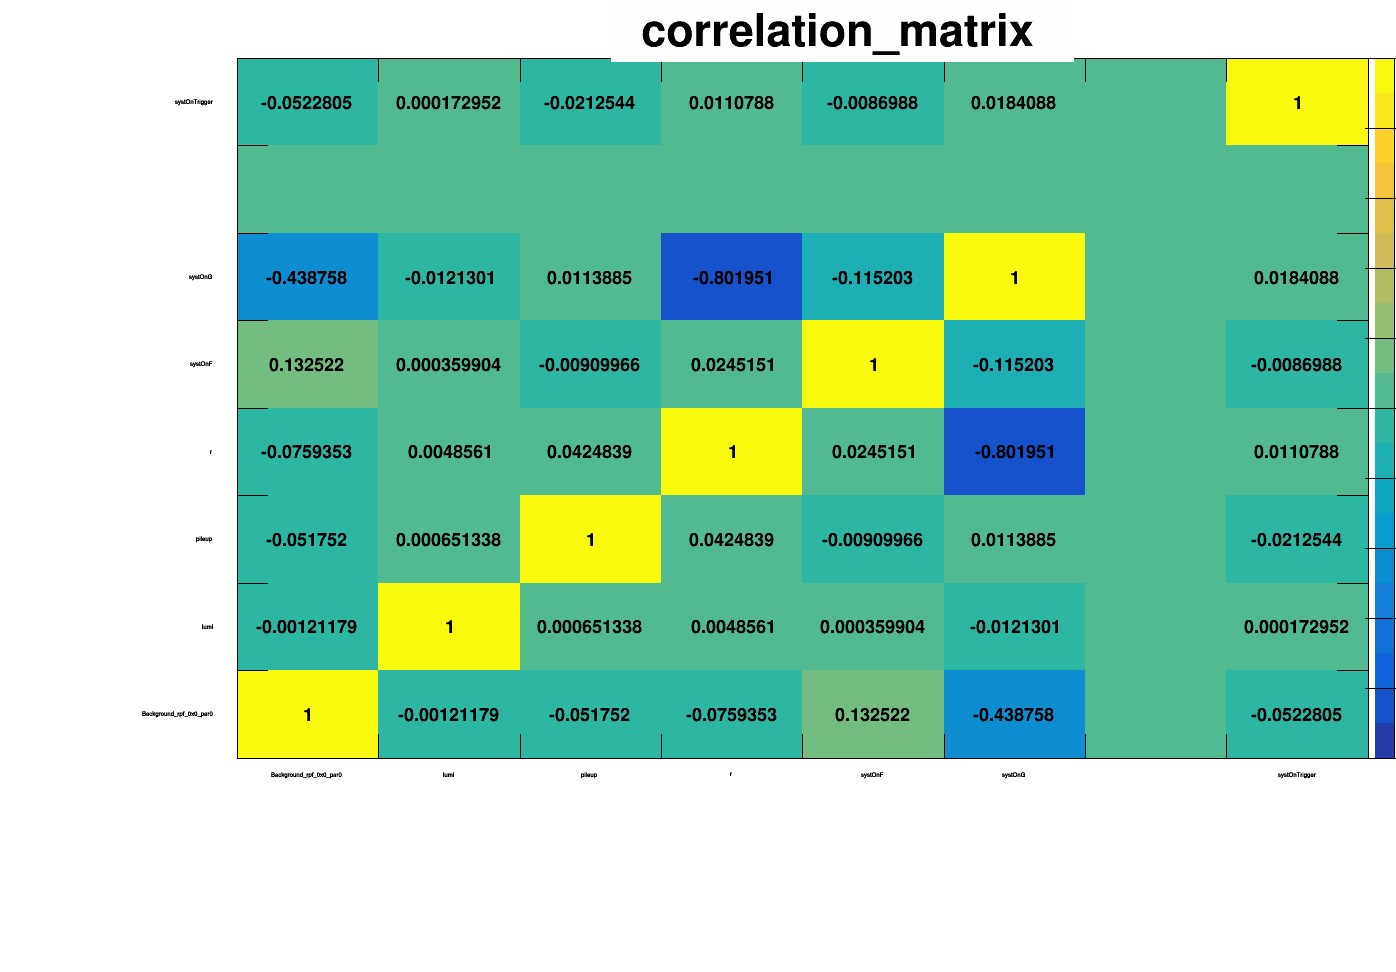 correlation_matrix
systOnTrigger -0.0522805 0.000172952 -0.0212544 0.0110788 -0.0086988 0.0184088 1
systOnG -0.438758 -0.0121301 0.0113885 -0.801951 -0.115203 1 0.0184088
systOnF 0.132522 0.000359904 -0.00909966 0.0245151 1 -0.115203 -0.0086988
r -0.0759353 0.0048561 0.0424839 1 0.0245151 -0.801951 0.0110788
pileup -0.051752 0.000651338 1 0.0424839 -0.00909966 0.0113885 -0.0212544
lumi -0.00121179 1 0.000651338 0.0048561 0.000359904 -0.0121301 0.000172952
Background_rpf_0x0_par0 1 -0.00121179 -0.051752 -0.0759353 0.132522 -0.438758 -0.0522805
Background_rpf_0x0_par0 lumi pileup r systOnF systOnG systOnTrigger